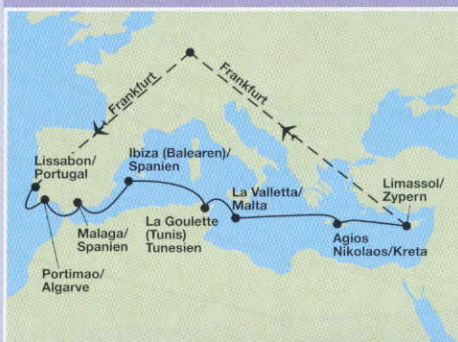 Frankfurt
Frankfurt
Lissabon/
Portugal
Ibiza (Balearen)/
Spanien
La Valletta/
Malta
Limassol/
Zypern
Malaga/
Spanien
La Goulette
(Tunis)
Tunesien
Agios
Nikolaos/Kreta
Portimao/
Algarve